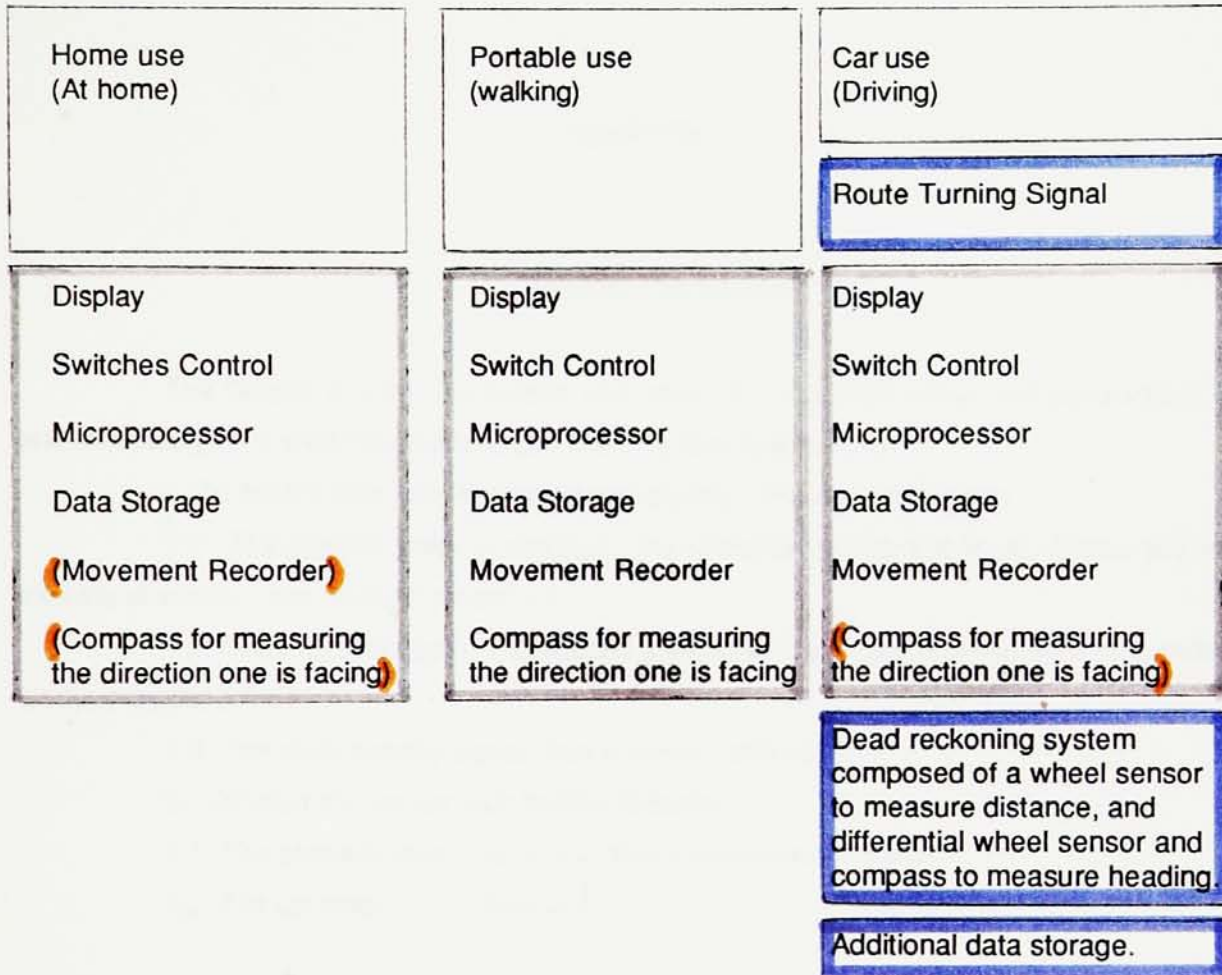 Home use
(At home)
Portable use
(walking)
Car use
(Driving)
Route Turning Signal
Display
Switches Control
Microprocessor
Data Storage
(Movement Recorder)
(Compass for measuring
the direction one is facing)
Display
Switch Control
Microprocessor
Data Storage
Movement Recorder
Compass for measuring
the direction one is facing
Display
Switch Control
Microprocessor
Data Storage
Movement Recorder
(Compass for measuring
the direction one is facing)
Dead reckoning system
composed of a wheel sensor
to measure distance, and
differential wheel sensor and
compass to measure heading.
Additional data storage.